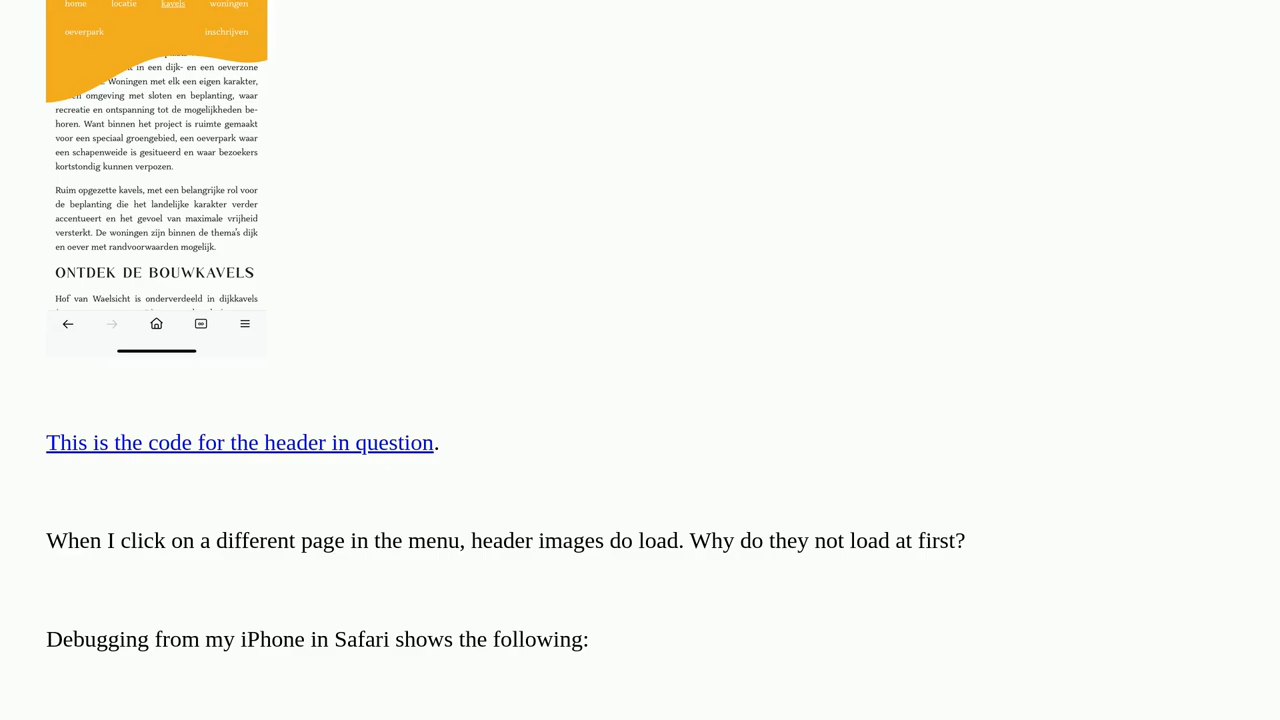 home locatie kavels woningen
oeverpark inschrijven
in een dijk- en een oeverzone
Woningen met elk een eigen karakter,
omgeving met sloten en beplanting, waar
recreatie en ontspanning tot de mogelijkheden be-
horen. Want binnen het project is ruimte gemaakt
voor een speciaal groengebied, een oeverpark waar
een schapenweide is gesitueerd en waar bezoekers
kortstondig kunnen verpozen.
Ruim opgezette kavels, met een belangrijke rol voor
de beplanting die het landelijke karakter verder
accentueert en het gevoel van maximale vrijheid
versterkt. De woningen zijn binnen de thema's dijk
en oever met randvoorwaarden mogelijk.
ONTDEK DE BOUWKAVELS
Hof van Waelsicht is onderverdeeld in dijkkavels
This is the code for the header in question.
When I click on a different page in the menu, header images do load. Why do they not load at first?
Debugging from my iPhone in Safari shows the following: